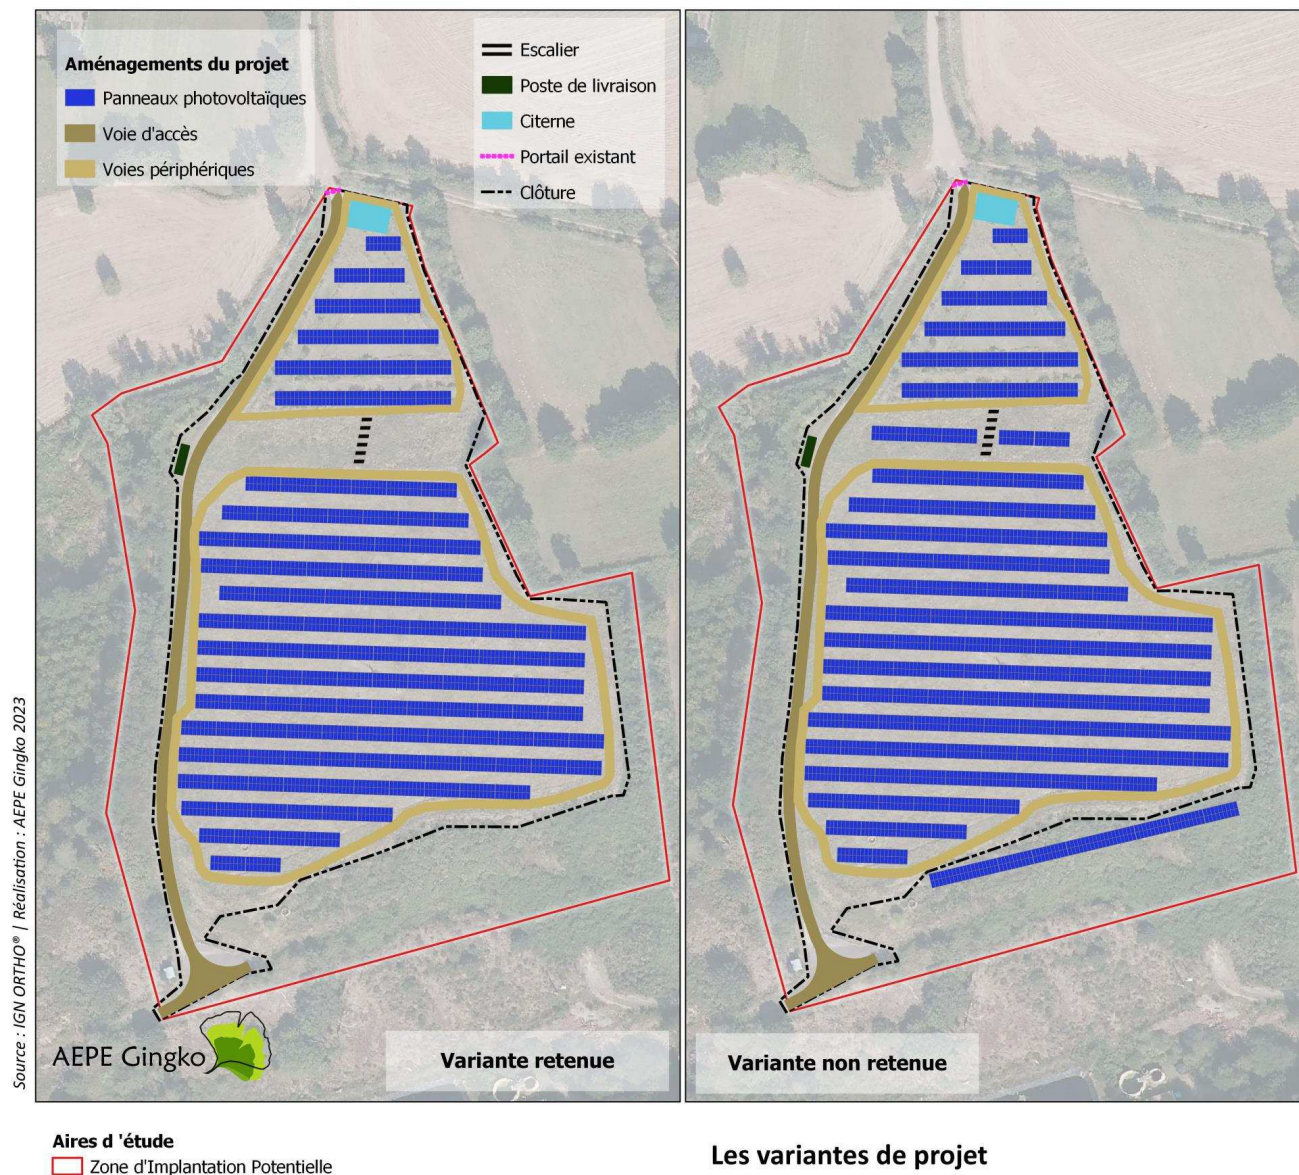 Aménagements du projet
Panneaux photovoltaïques
Voie d'accès
Voies périphériques
Escalier
Poste de livraison
Citerne
Portail existant
Clôture
Source : IGN ORTHO® | Réalisation : AEPE Gingko 2023
AEPE Gingko
Variante retenue
Variante non retenue
Aires d 'étude
Zone d'Implantation Potentielle
Les variantes de projet